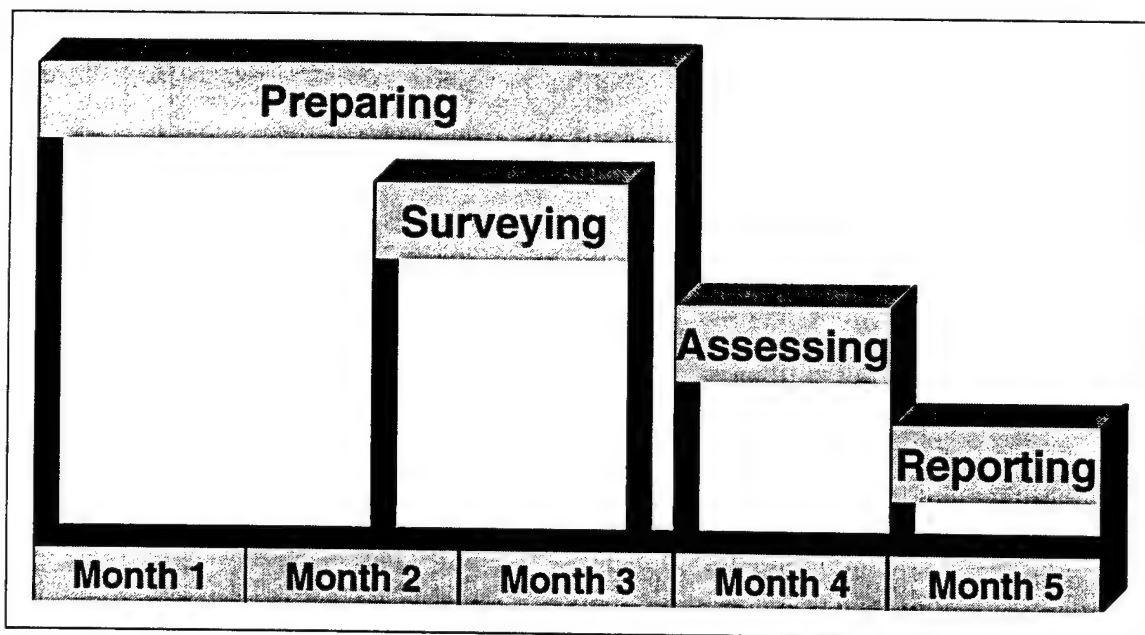 Preparing
Surveying
Assessing
Reporting
Month 1 Month 2 Month 3 Month 4 Month 5